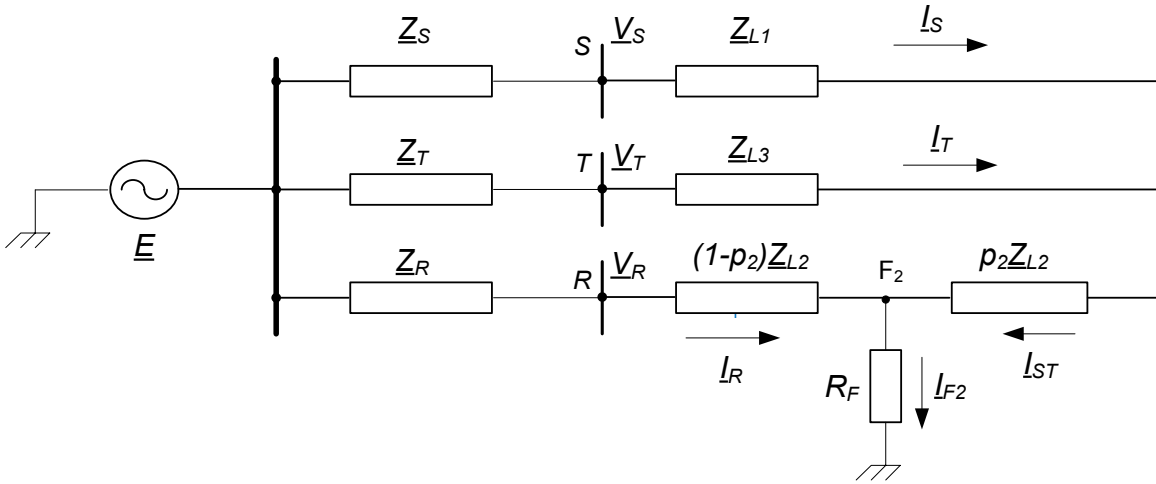 Z_S
S
V_S
Z_L1
I_S
Z_T
T
V_T
Z_L3
I_T
E
Z_R
R
V_R
(1-p_2)Z_L2
F_2
p_2Z_L2
I_R
R_F
I_F2
I_ST